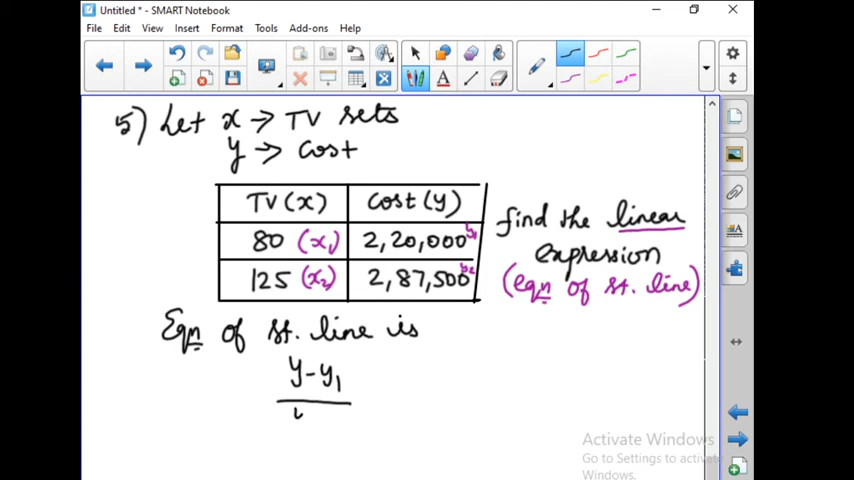 Untitled * - SMART Notebook
File Edit View Insert Format Tools Add-ons Help
5) Let x → TV sets
y → cost
TV (x) Cost (y)
80 (x1) 2,20,000 y1
125 (x2) 2,87,500 y2
find the linear
expression
(eqn of st. line)
Eqn of st. line is
y-y1
Activate Windows
Go to Settings to activate
Windows.